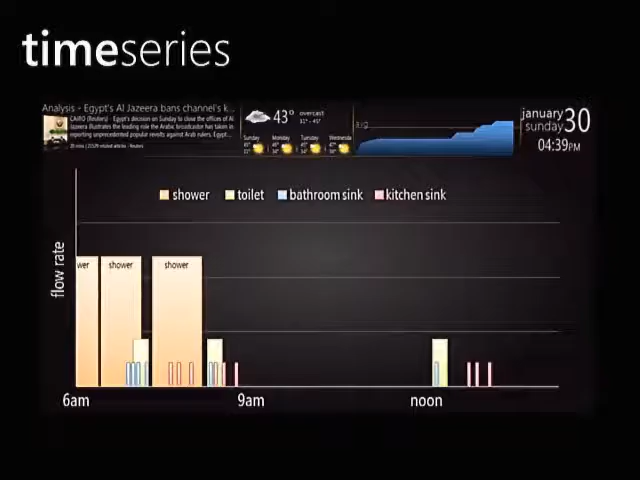 timeseries
Analysis - Egypt's Al Jazeera bans channel's k...
CAIRO (Reuters) - Egypt's decision on Sunday to close the offices of Al
Jazeera illustrates the leading role the Arabic broadcaster has taken in
reporting unprecedented popular revolts against Arab rulers. Egypt...
43° overcast
Sunday Monday Tuesday Wednesday
avg
january
sunday 30
04:39PM
shower toilet bathroom sink kitchen sink
flow rate
wer shower shower
6am 9am noon